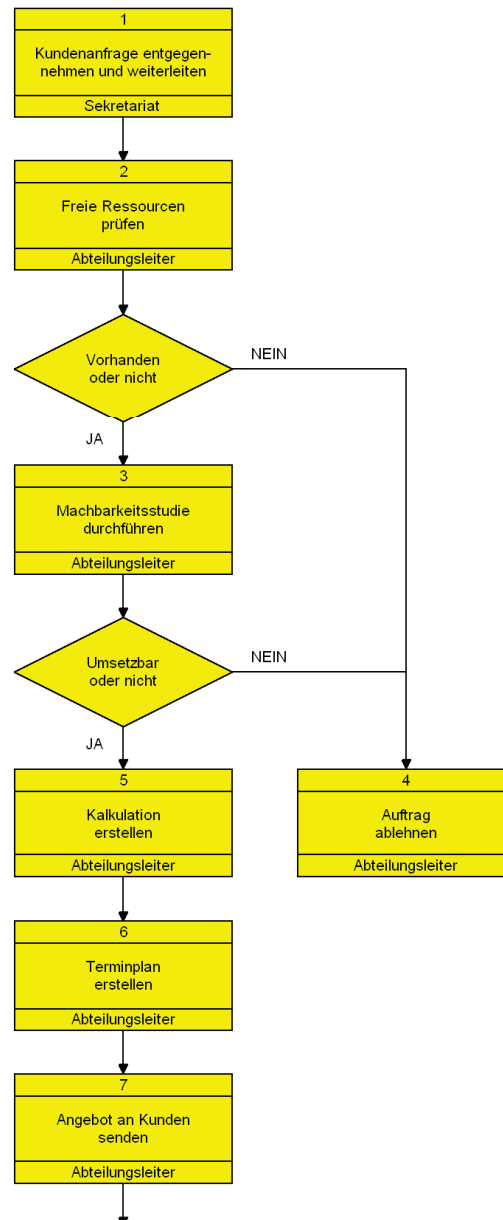 1
Kundenanfrage entgegen-
nehmen und weiterleiten
Sekretariat
2
Freie Ressourcen
prüfen
Abteilungsleiter
Vorhanden
oder nicht
NEIN
JA
3
Machbarkeitsstudie
durchführen
Abteilungsleiter
Umsetzbar
oder nicht
NEIN
JA
5
Kalkulation
erstellen
Abteilungsleiter
4
Auftrag
ablehnen
Abteilungsleiter
6
Terminplan
erstellen
Abteilungsleiter
7
Angebot an Kunden
senden
Abteilungsleiter